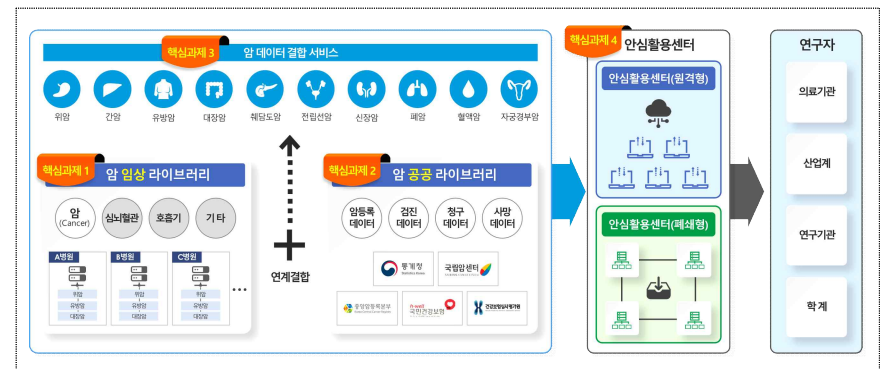 핵심과제 3
암 데이터 결합 서비스
위암
간암
유방암
대장암
췌담도암
전립선암
신장암
폐암
혈액암
자궁경부암
핵심과제 1
암 임상 라이브러리
암
(Cancer)
심뇌혈관
호흡기
기 타
A병원
B병원
C병원
위암
유방암
대장암
위암
유방암
대장암
위암
유방암
대장암
...
연계결합
핵심과제 2
암 공공 라이브러리
암등록
데이터
검진
데이터
청구
데이터
사망
데이터
통계청
국립암센터
중앙암등록본부
국민건강보험
건강보험심사평가원
핵심과제 4
안심활용센터
안심활용센터(원격형)
안심활용센터(폐쇄형)
연구자
의료기관
산업계
연구기관
학 계